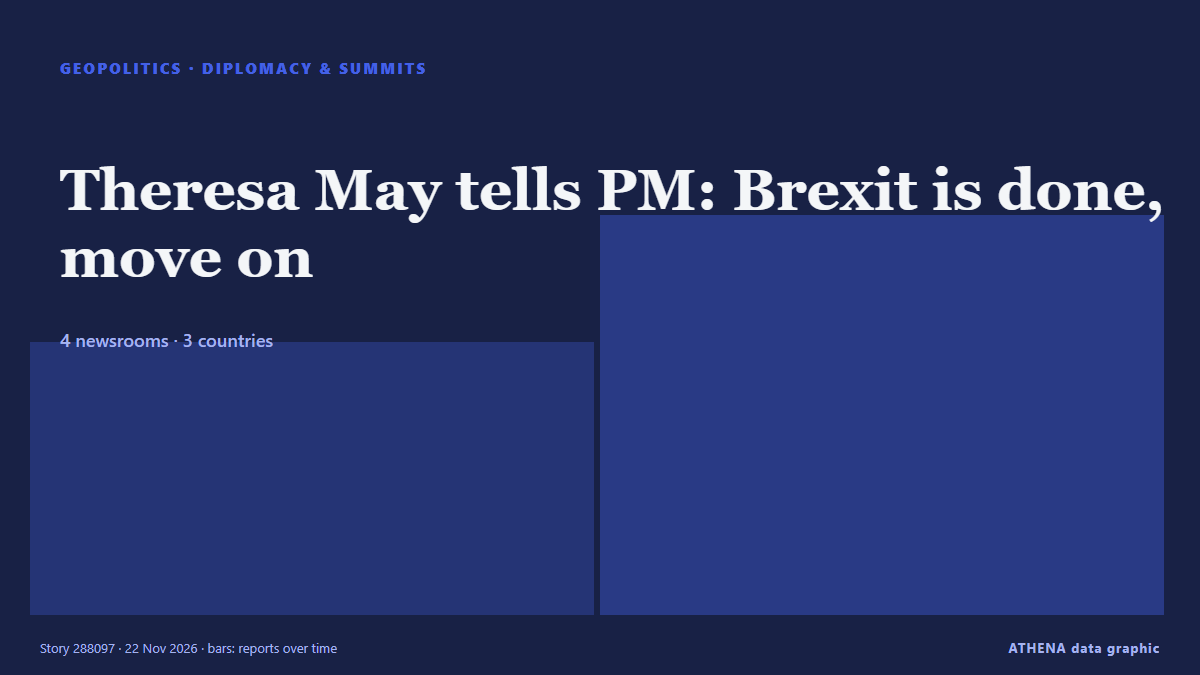 GEOPOLITICS · DIPLOMACY & SUMMITS
Theresa May tells PM: Brexit is done,
move on
4 newsrooms · 3 countries
Story 288097 · 22 Nov 2026 · bars: reports over time
ATHENA data graphic